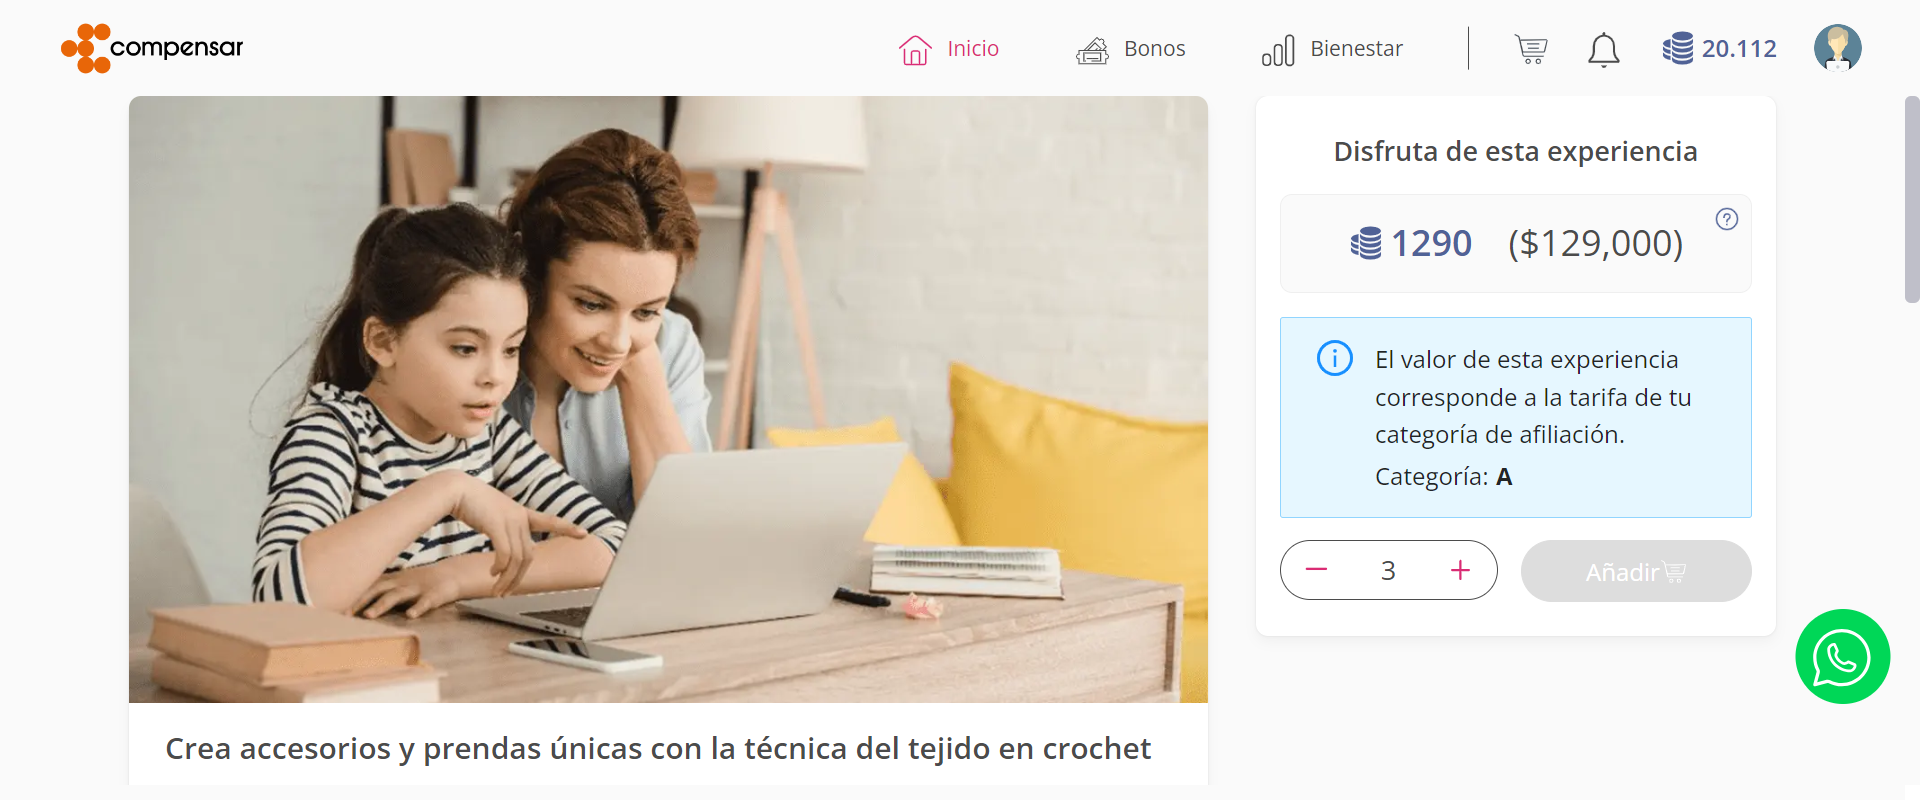 compensar
Inicio
Bonos
Bienestar
20.112
Disfruta de esta experiencia
1290 ($129,000)
?
El valor de esta experiencia
corresponde a la tarifa de tu
categoría de afiliación.
Categoría: A
3
Añadir
Crea accesorios y prendas únicas con la técnica del tejido en crochet